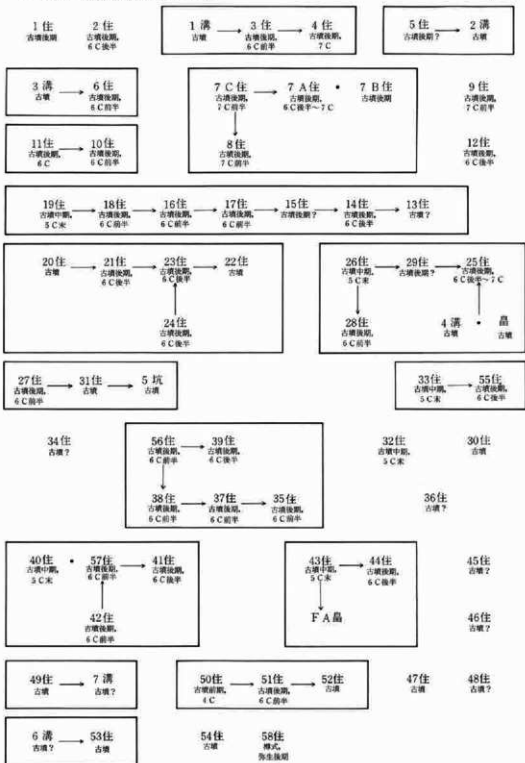 1住 2住 1溝 → 3住 → 4住 5住 → 2溝
古墳後期 古墳後期, 古墳 古墳後期, 古墳後期, 古墳後期? 古墳
6C後半 6C前半 7C
3溝 → 6住 7C住 → 7A住 • 7B住 9住
古墳 古墳後期, 古墳後期, 古墳後期, 古墳後期 古墳後期,
6C前半 7C前半 6C後半~7C 7C前半
11住 → 10住 8住 12住
古墳後期, 古墳後期, 古墳後期, 古墳後期,
6C 6C前半 7C前半 6C後半
19住 → 18住 → 16住 → 17住 → 15住 → 14住 → 13住
古墳中期, 古墳後期, 古墳後期, 古墳後期, 古墳後期? 古墳後期, 古墳?
5C末 6C前半 6C前半 6C前半 6C後半
20住 → 21住 → 23住 → 22住 26住 → 29住 → 25住
古墳 古墳後期, 古墳後期, 古墳 古墳中期, 古墳後期? 古墳後期,
6C後半 6C後半 5C末 6C後半~7C
24住 28住 4溝 • 畠
古墳後期, 古墳後期, 古墳 古墳
6C後半 6C前半
27住 → 31住 → 5坑 33住 → 55住
古墳後期, 古墳 古墳 古墳中期, 古墳後期,
6C前半 5C末 6C後半
34住 56住 → 39住 32住 30住
古墳? 古墳後期, 古墳後期, 古墳中期, 古墳
6C前半 6C後半 5C末
38住 → 37住 → 35住 36住
古墳後期, 古墳後期, 古墳後期, 古墳?
6C前半 6C前半 6C前半
40住 • 57住 → 41住 43住 → 44住 45住
古墳中期, 古墳後期, 古墳後期, 古墳中期, 古墳後期, 古墳?
5C末 6C前半 6C後半 5C末 6C後半
42住 FA畠 46住
古墳後期, 古墳?
6C前半
49住 → 7溝 50住 → 51住 → 52住 47住 48住
古墳 古墳? 古墳前期, 古墳後期, 古墳 古墳 古墳?
4C 6C前半
6溝 → 53住 54住 58住
古墳? 古墳 古墳 樽式,
弥生後期